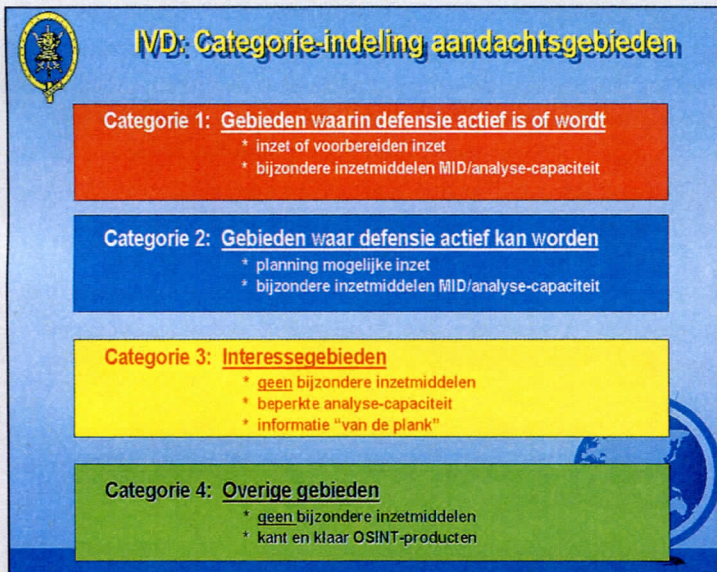 IVD: Categorie-indeling aandachtsgebieden
Categorie 1: Gebieden waarin defensie actief is of wordt
* inzet of voorbereiden inzet
* bijzondere inzetmiddelen MID/analyse-capaciteit
Categorie 2: Gebieden waar defensie actief kan worden
* planning mogelijke inzet
* bijzondere inzetmiddelen MID/analyse-capaciteit
Categorie 3: Interessegebieden
* geen bijzondere inzetmiddelen
* beperkte analyse-capaciteit
* informatie “van de plank”
Categorie 4: Overige gebieden
* geen bijzondere inzetmiddelen
* kant en klaar OSINT-producten